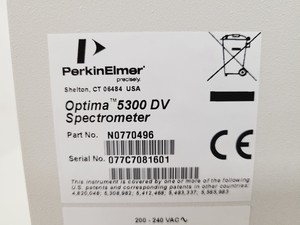 PerkinElmer
precisely.
Shelton, CT 06484 USA
Optima™ 5300 DV
Spectrometer
Part No. N0770496
Serial No. 077C7081601
CE
This instrument is covered by one or more of the following
U.S. patents and corresponding patents in other countries:
200 - 240 VAC